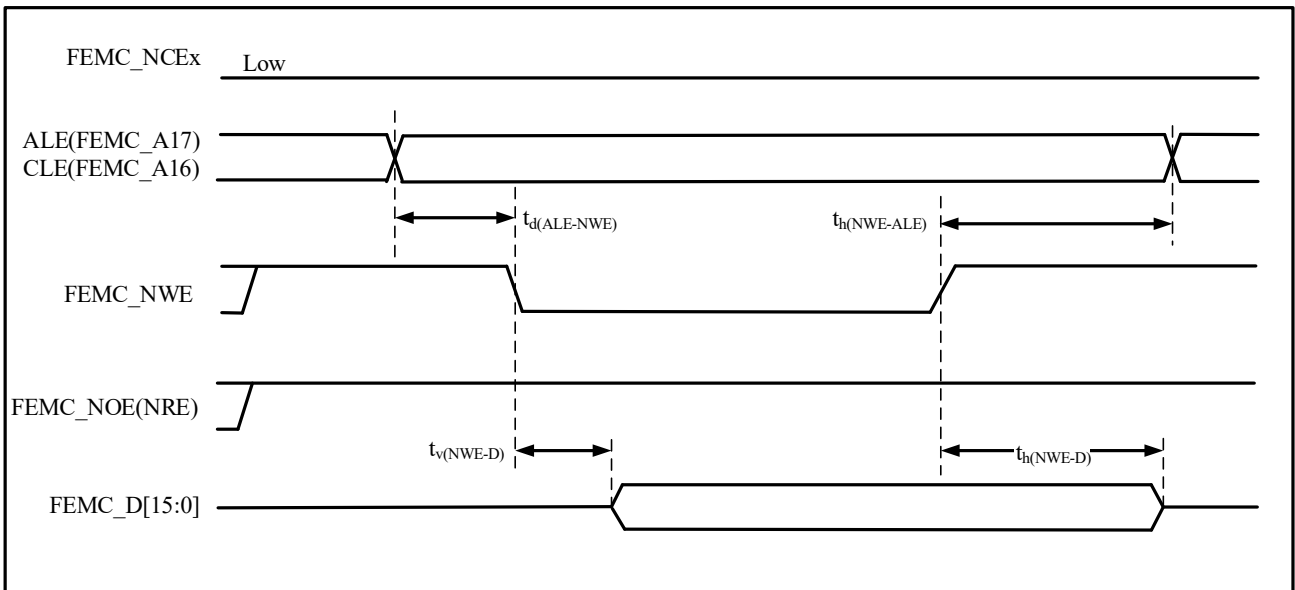 FEMC_NCEx
Low
ALE(FEMC_A17)
CLE(FEMC_A16)
td(ALE-NWE)
th(NWE-ALE)
FEMC_NWE
FEMC_NOE(NRE)
tv(NWE-D)
th(NWE-D)
FEMC_D[15:0]